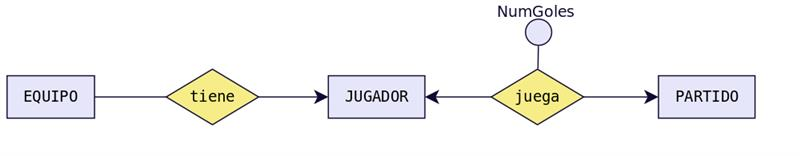 NumGoles
EQUIPO
tiene
JUGADOR
juega
PARTIDO